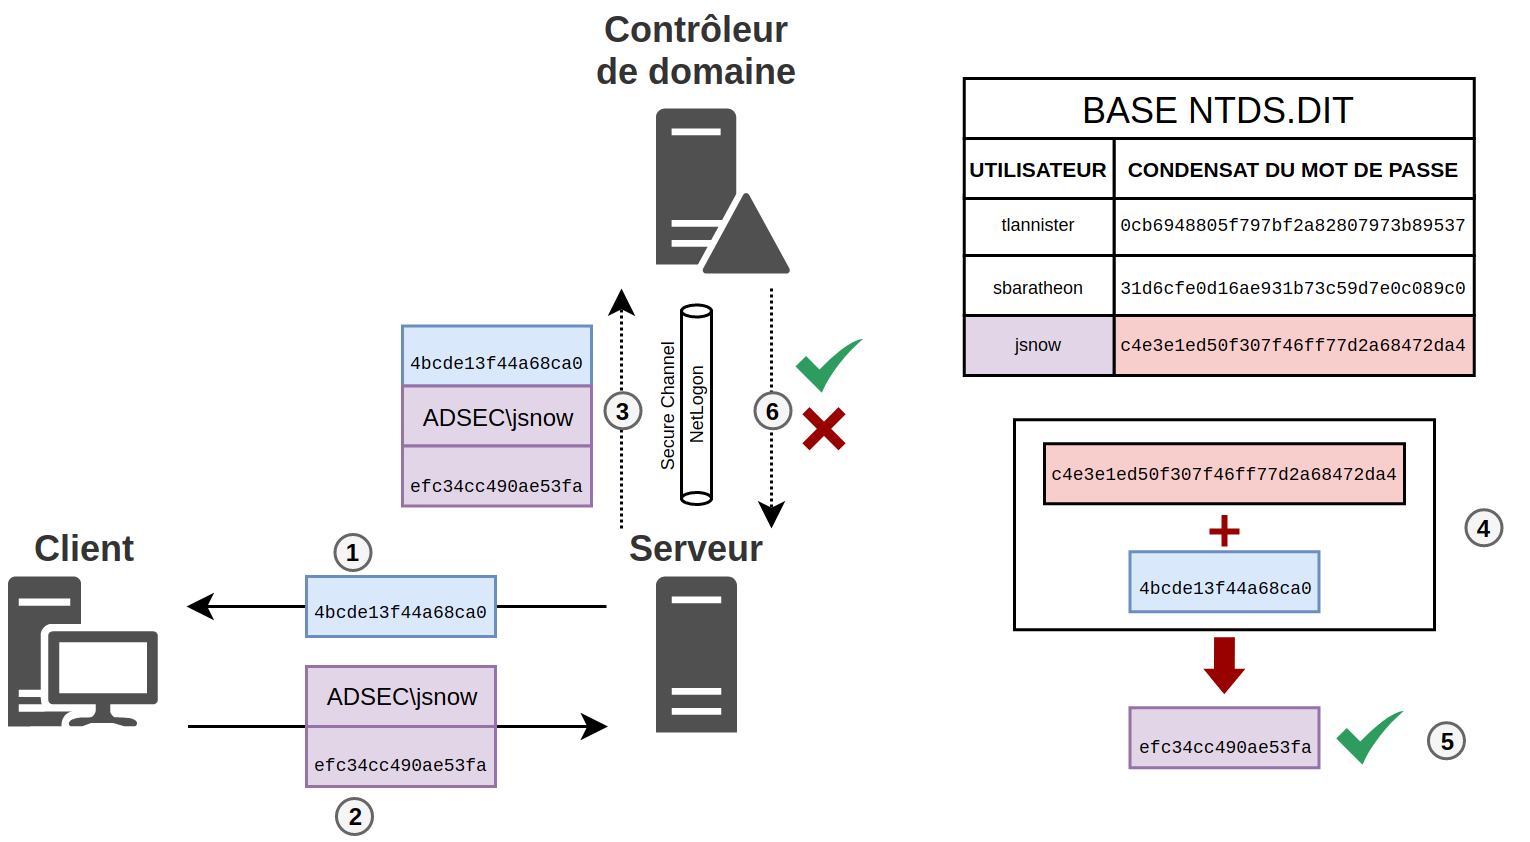 Contrôleur
de domaine
BASE NTDS.DIT
UTILISATEUR CONDENSAT DU MOT DE PASSE
tlannister 0cb6948805f797bf2a82807973b89537
sbaratheon 31d6cfe0d16ae931b73c59d7e0c089c0
jsnow c4e3e1ed50f307f46ff77d2a68472da4
4bcde13f44a68ca0
ADSEC\jsnow
efc34cc490ae53fa
3
Secure Channel
NetLogon
6
c4e3e1ed50f307f46ff77d2a68472da4
+
4bcde13f44a68ca0
4
efc34cc490ae53fa
5
Client
Serveur
1
4bcde13f44a68ca0
ADSEC\jsnow
efc34cc490ae53fa
2